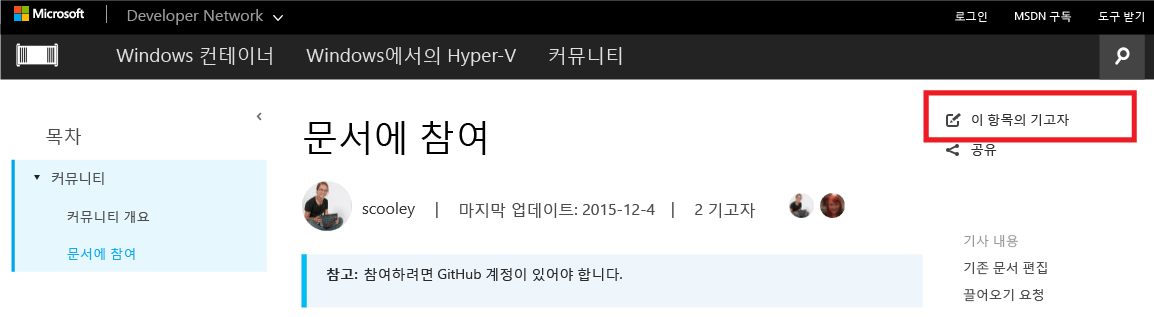 Microsoft Developer Network 로그인 MSDN 구독 도구 받기
Windows 컨테이너 Windows에서의 Hyper-V 커뮤니티
목차
커뮤니티
커뮤니티 개요
문서에 참여
문서에 참여
scooley | 마지막 업데이트: 2015-12-4 | 2 기고자
참고: 참여하려면 GitHub 계정이 있어야 합니다.
이 항목의 기고자
공유
기사 내용
기존 문서 편집
끌어오기 요청